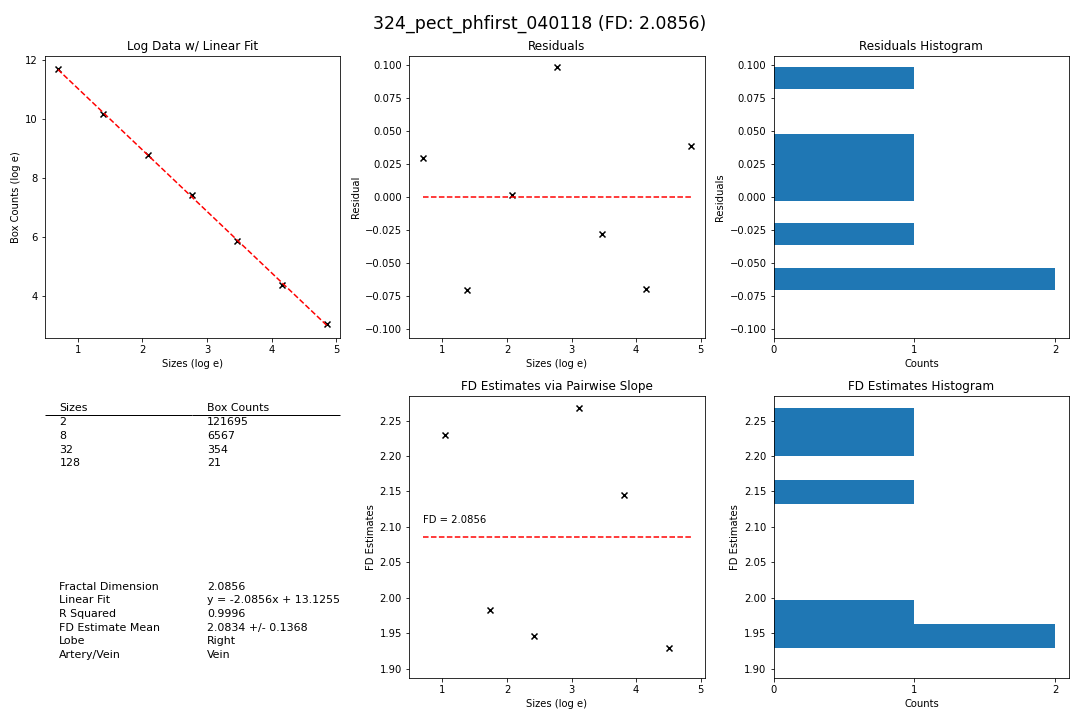 324_pect_phfirst_040118 (FD: 2.0856)
Log Data w/ Linear Fit
12
10
8
6
4
Box Counts (log e)
1 2 3 4 5
Sizes (log e)
Residuals
0.100
0.075
0.050
0.025
0.000
−0.025
−0.050
−0.075
−0.100
Residual
1 2 3 4 5
Sizes (log e)
Residuals Histogram
0.100
0.075
0.050
0.025
0.000
−0.025
−0.050
−0.075
−0.100
Residuals
0 1 2
Counts
Sizes Box Counts
2 121695
8 6567
32 354
128 21
Fractal Dimension 2.0856
Linear Fit y = -2.0856x + 13.1255
R Squared 0.9996
FD Estimate Mean 2.0834 +/- 0.1368
Lobe Right
Artery/Vein Vein
FD Estimates via Pairwise Slope
2.25
2.20
2.15
2.10
2.05
2.00
1.95
1.90
FD Estimates
FD = 2.0856
1 2 3 4 5
Sizes (log e)
FD Estimates Histogram
2.25
2.20
2.15
2.10
2.05
2.00
1.95
1.90
FD Estimates
0 1 2
Counts